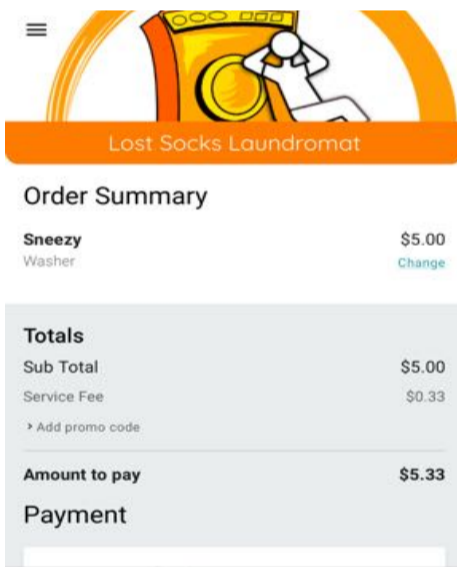 Lost Socks Laundromat
Order Summary
Sneezy $5.00
Washer Change
Totals
Sub Total $5.00
Service Fee $0.33
> Add promo code
Amount to pay $5.33
Payment